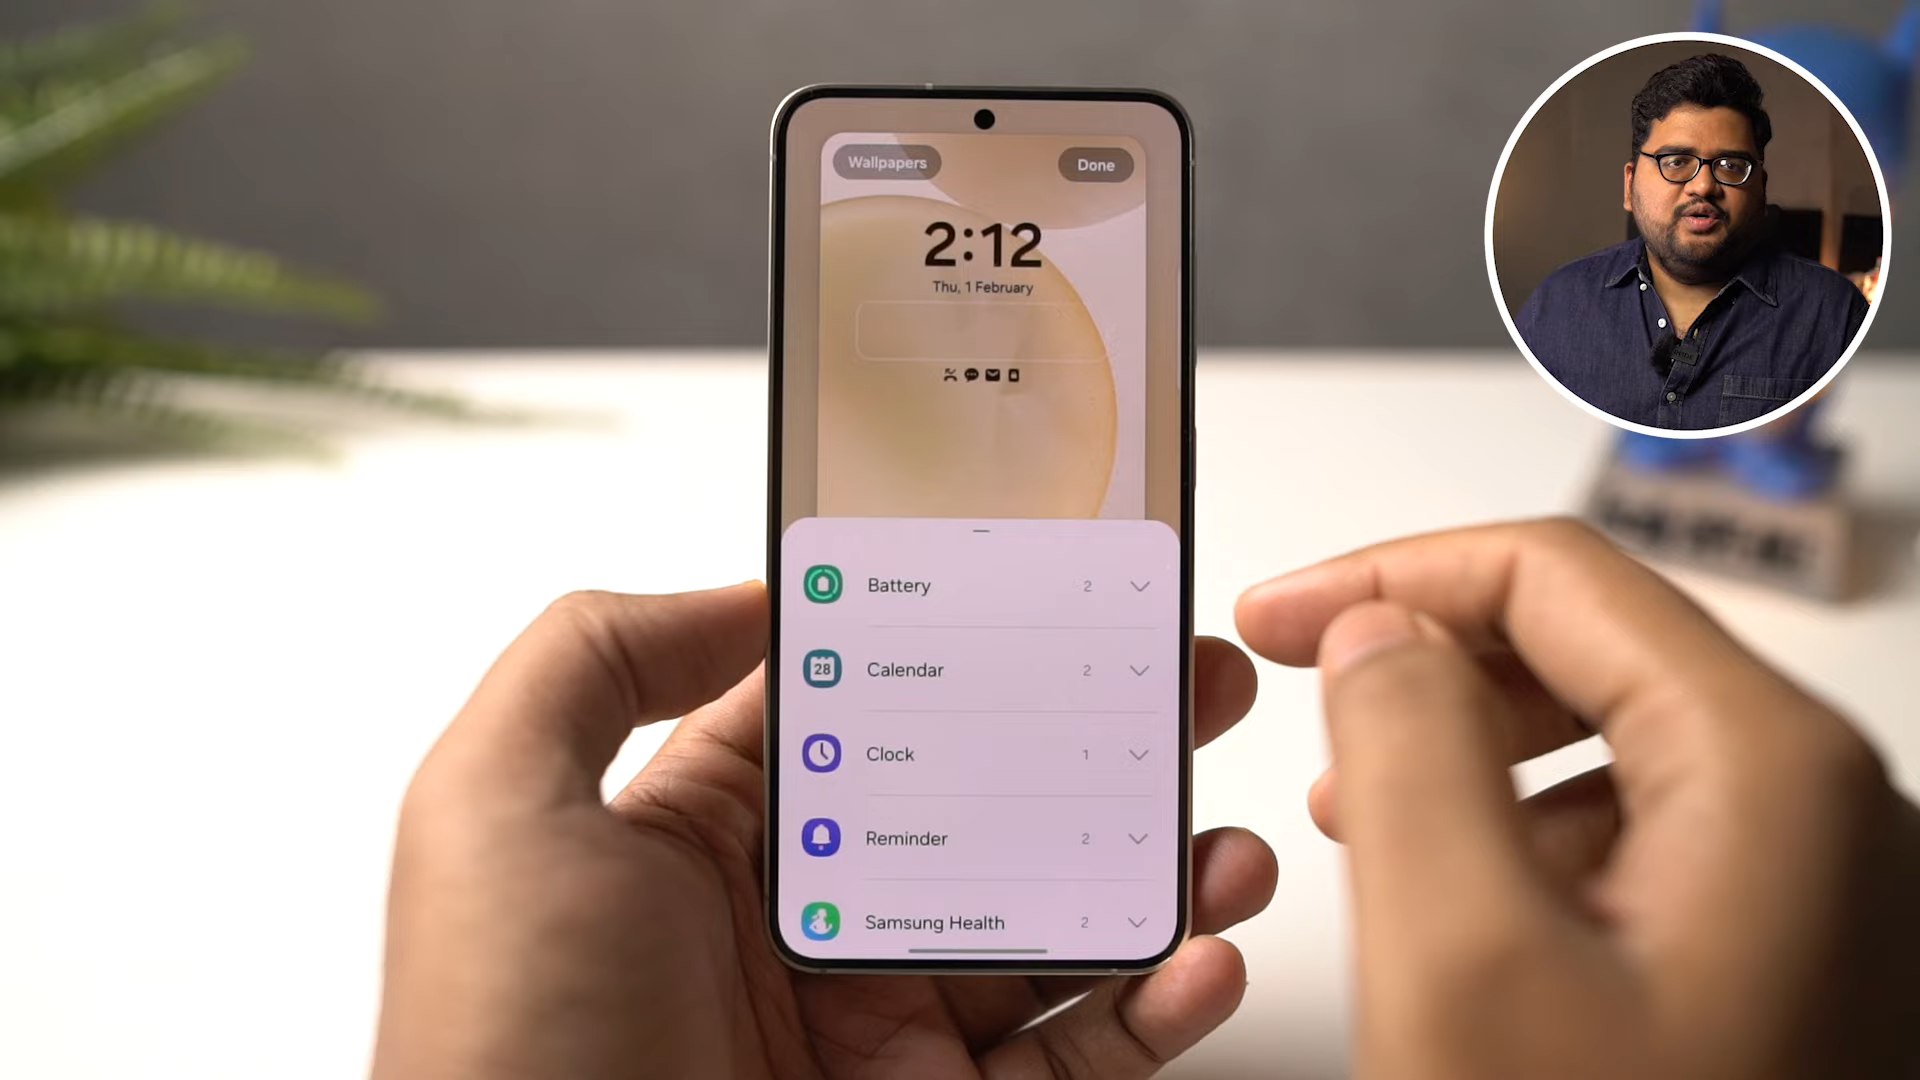 Wallpapers
Done
2:12
Thu, 1 February
Battery 2
28
Calendar 2
Clock 1
Reminder 2
Samsung Health 2